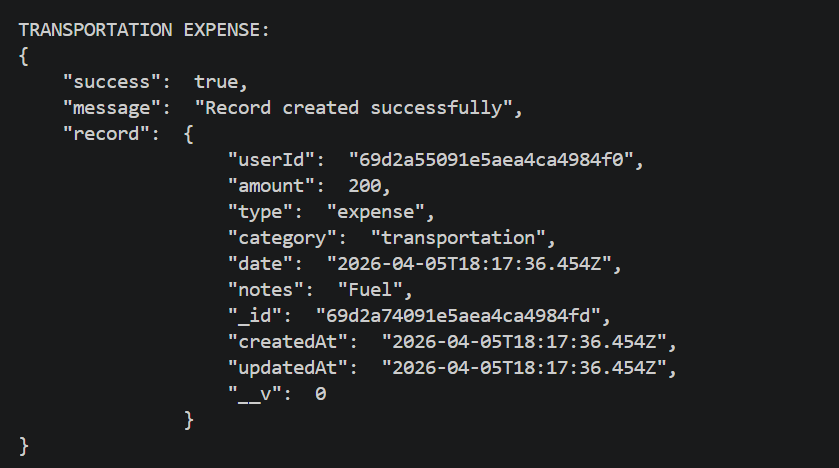 TRANSPORTATION EXPENSE:
{
    "success":  true,
    "message":  "Record created successfully",
    "record":  {
                   "userId":  "69d2a55091e5aea4ca4984f0",
                   "amount":  200,
                   "type":  "expense",
                   "category":  "transportation",
                   "date":  "2026-04-05T18:17:36.454Z",
                   "notes":  "Fuel",
                   "_id":  "69d2a74091e5aea4ca4984fd",
                   "createdAt":  "2026-04-05T18:17:36.454Z",
                   "updatedAt":  "2026-04-05T18:17:36.454Z",
                   "__v":  0
               }
}